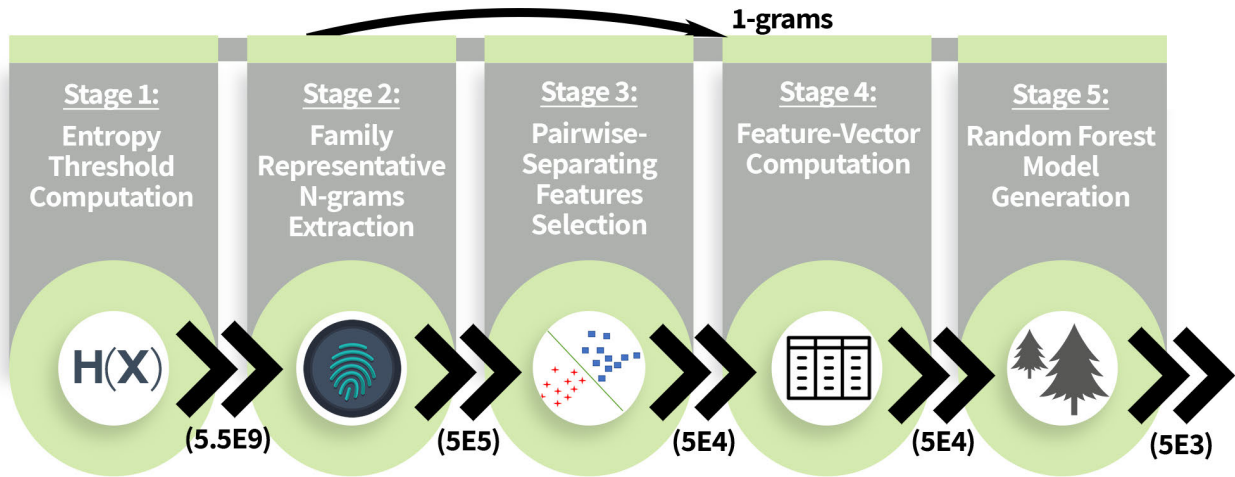 1-grams
Stage 1:
Entropy
Threshold
Computation
Stage 2:
Family
Representative
N-grams
Extraction
Stage 3:
Pairwise-
Separating
Features
Selection
Stage 4:
Feature-Vector
Computation
Stage 5:
Random Forest
Model
Generation
H(X)
(5.5E9)
(5E5)
(5E4)
(5E4)
(5E3)